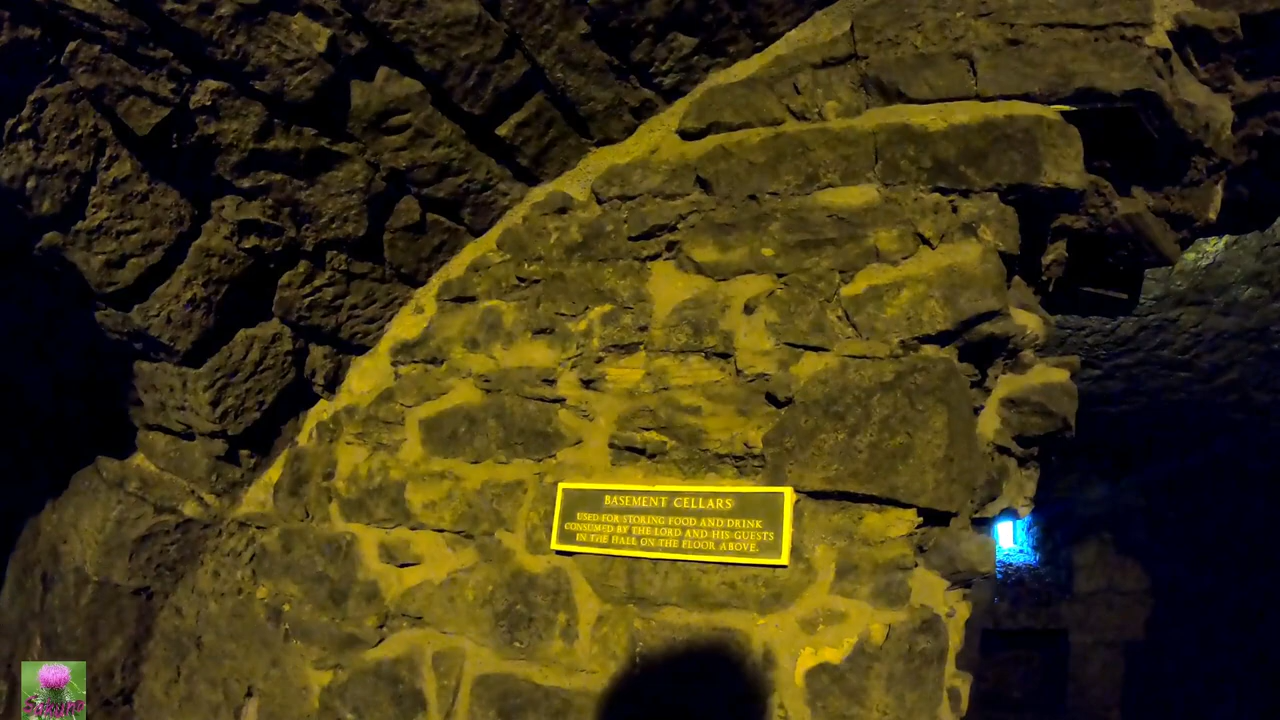 BASEMENT CELLARS
USED FOR STORING FOOD AND DRINK
CONSUMED BY THE LORD AND HIS GUESTS
IN THE HALL ON THE FLOOR ABOVE.